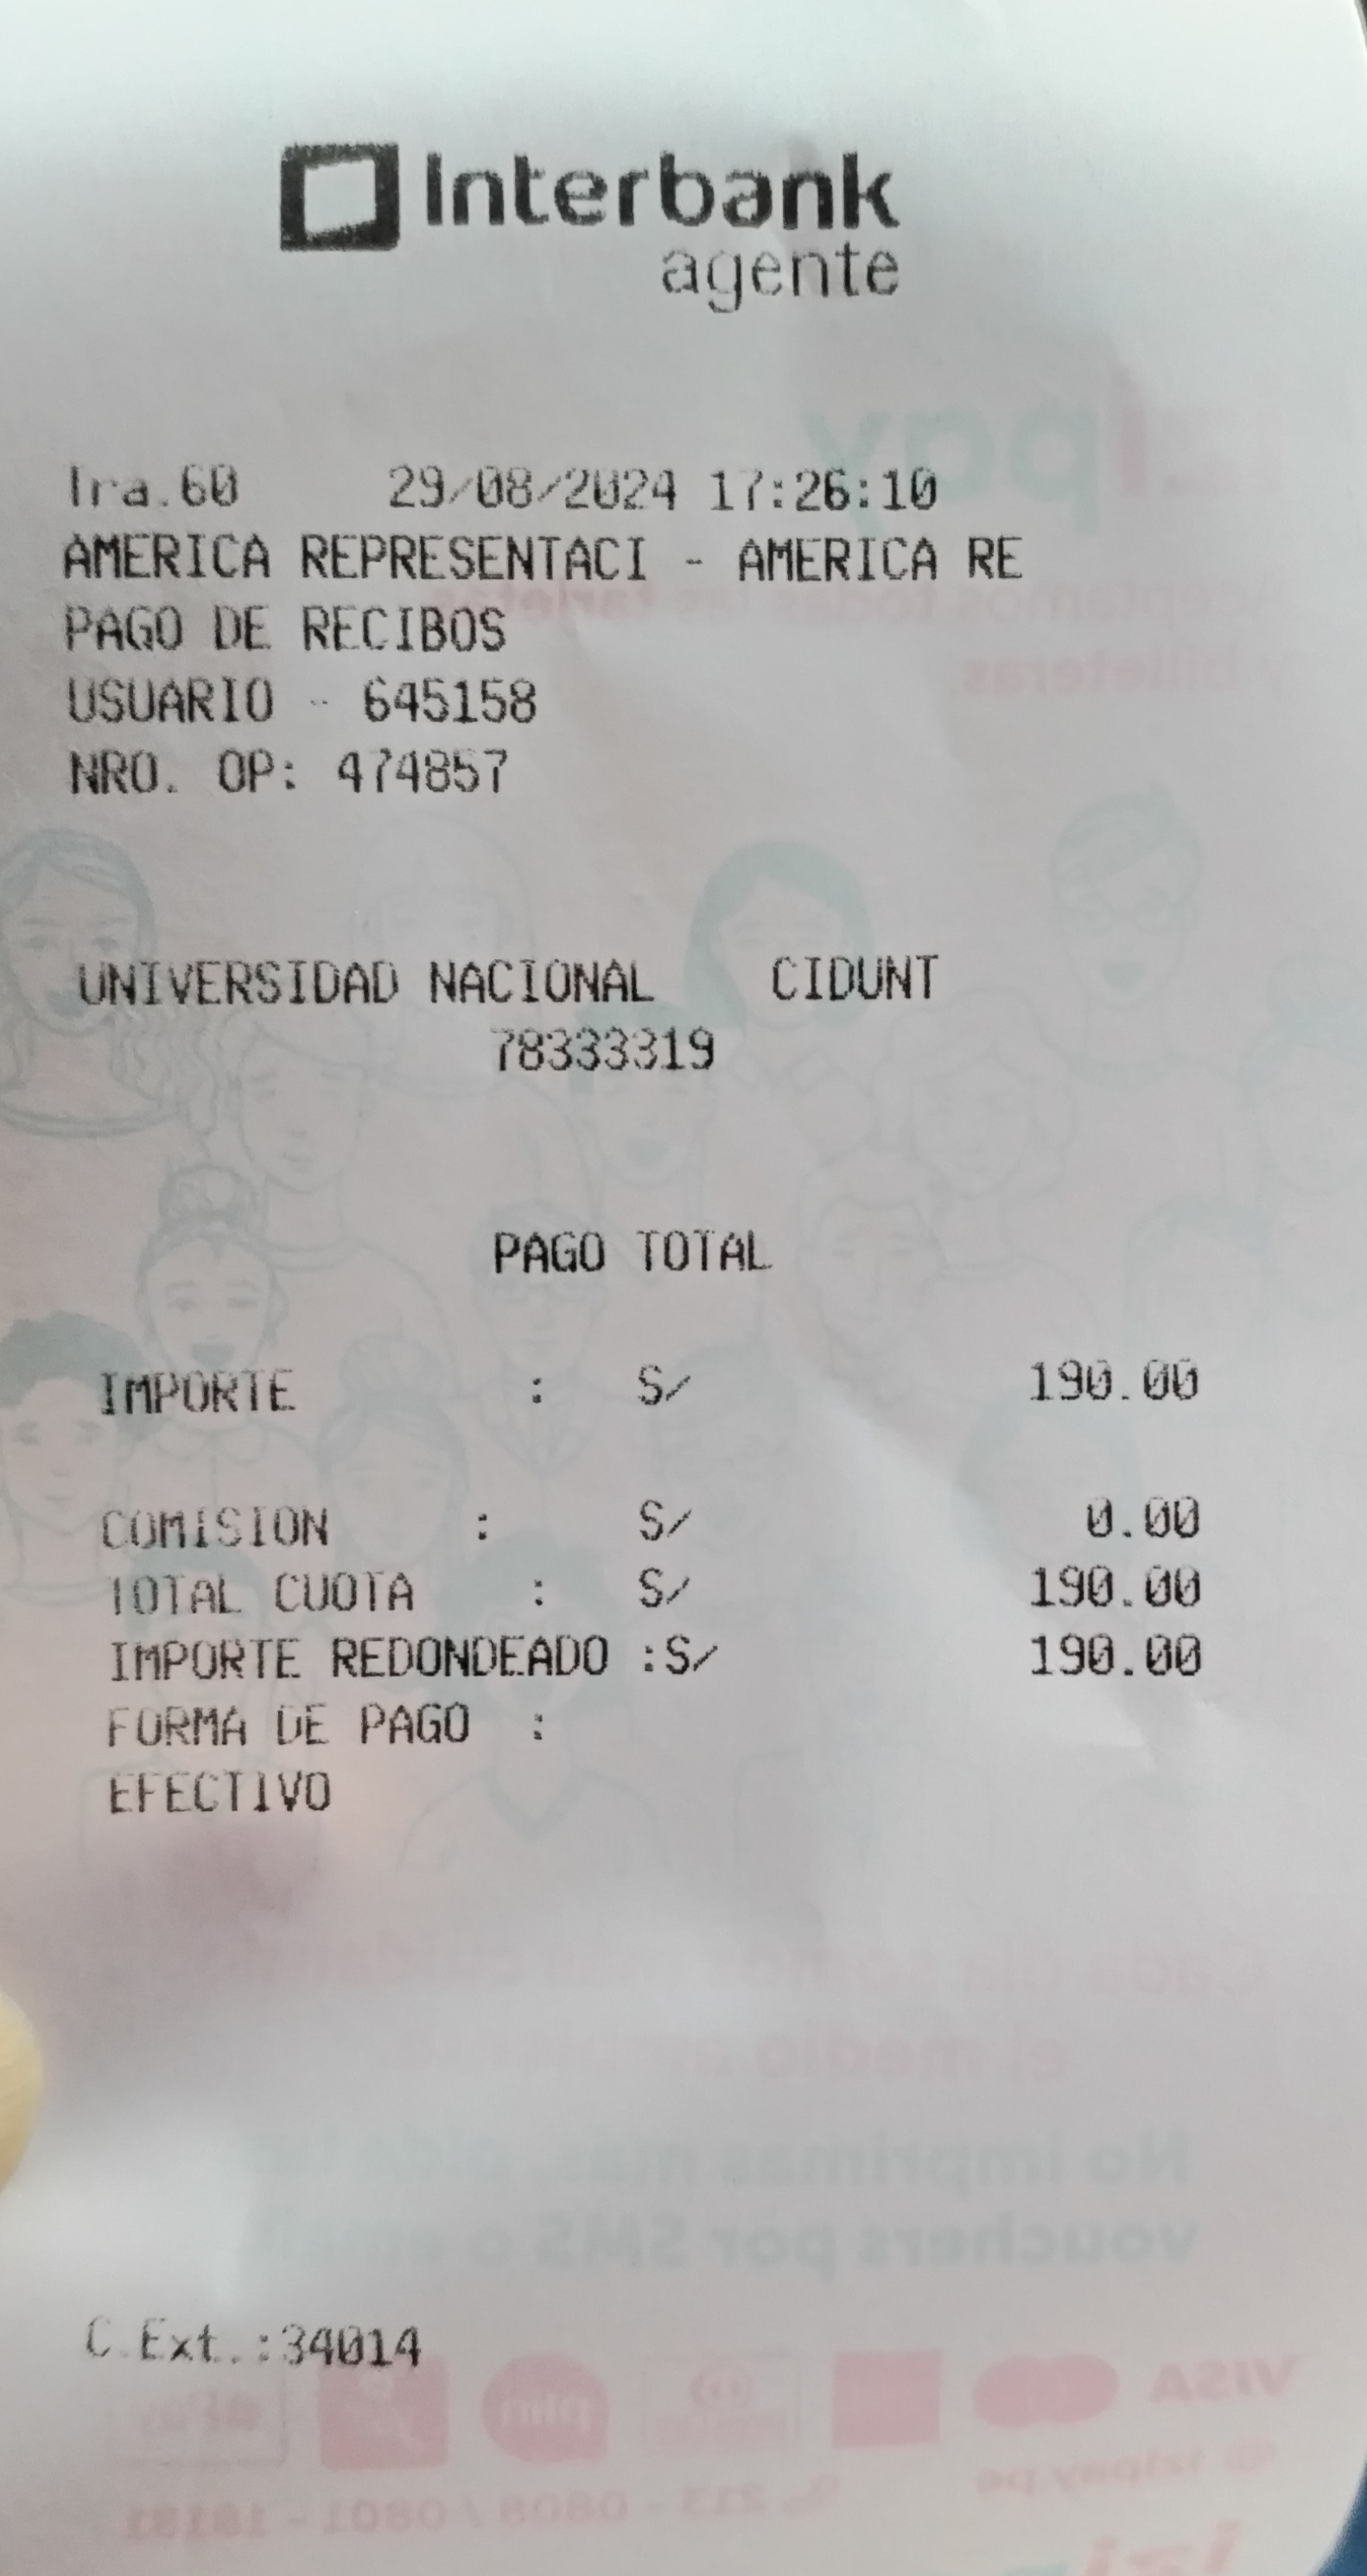 Interbank
agente
Tra.60 29/08/2024 17:26:10
AMERICA REPRESENTACI - AMERICA RE
PAGO DE RECIBOS
USUARIO - 645158
NRO. OP: 474857
UNIVERSIDAD NACIONAL CIDUNT
78333319
PAGO TOTAL
IMPORTE : S/ 190.00
COMISION : S/ 0.00
TOTAL CUOTA : S/ 190.00
IMPORTE REDONDEADO :S/ 190.00
FORMA DE PAGO :
EFECTIVO
C.Ext.:34014